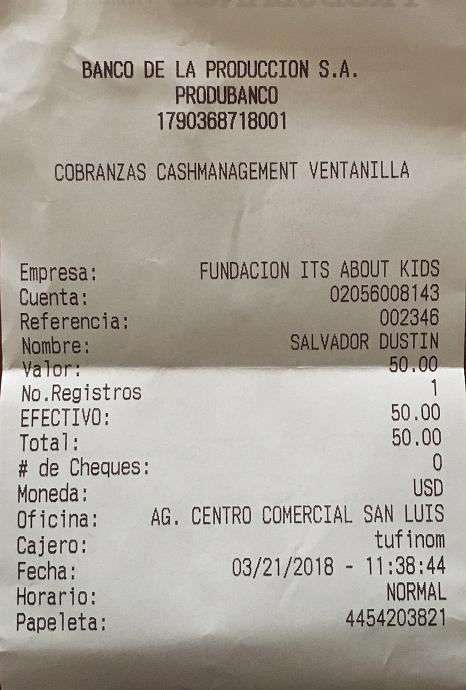 BANCO DE LA PRODUCCION S.A.
PRODUBANCO
1790368718001
COBRANZAS CASHMANAGEMENT VENTANILLA
Empresa: FUNDACION ITS ABOUT KIDS
Cuenta: 02056008143
Referencia: 002346
Nombre: SALVADOR DUSTIN
Valor: 50.00
No.Registros 1
EFECTIVO: 50.00
Total: 50.00
# de Cheques: 0
Moneda: USD
Oficina: AG. CENTRO COMERCIAL SAN LUIS
Cajero: tufinom
Fecha: 03/21/2018 - 11:38:44
Horario: NORMAL
Papeleta: 4454203821